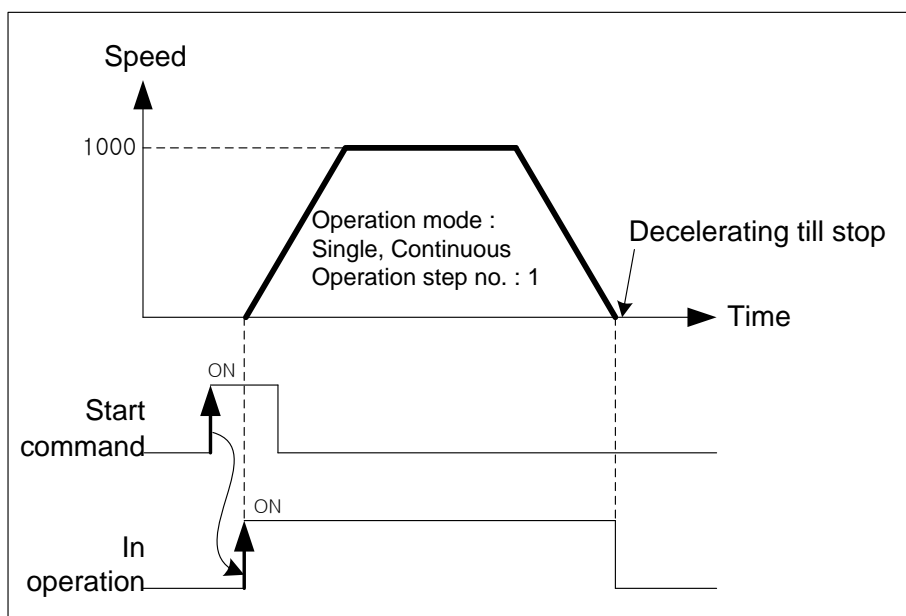 Speed
1000
Operation mode :
Single, Continuous
Operation step no. : 1
Decelerating till stop
Time
ON
Start
command
ON
In
operation